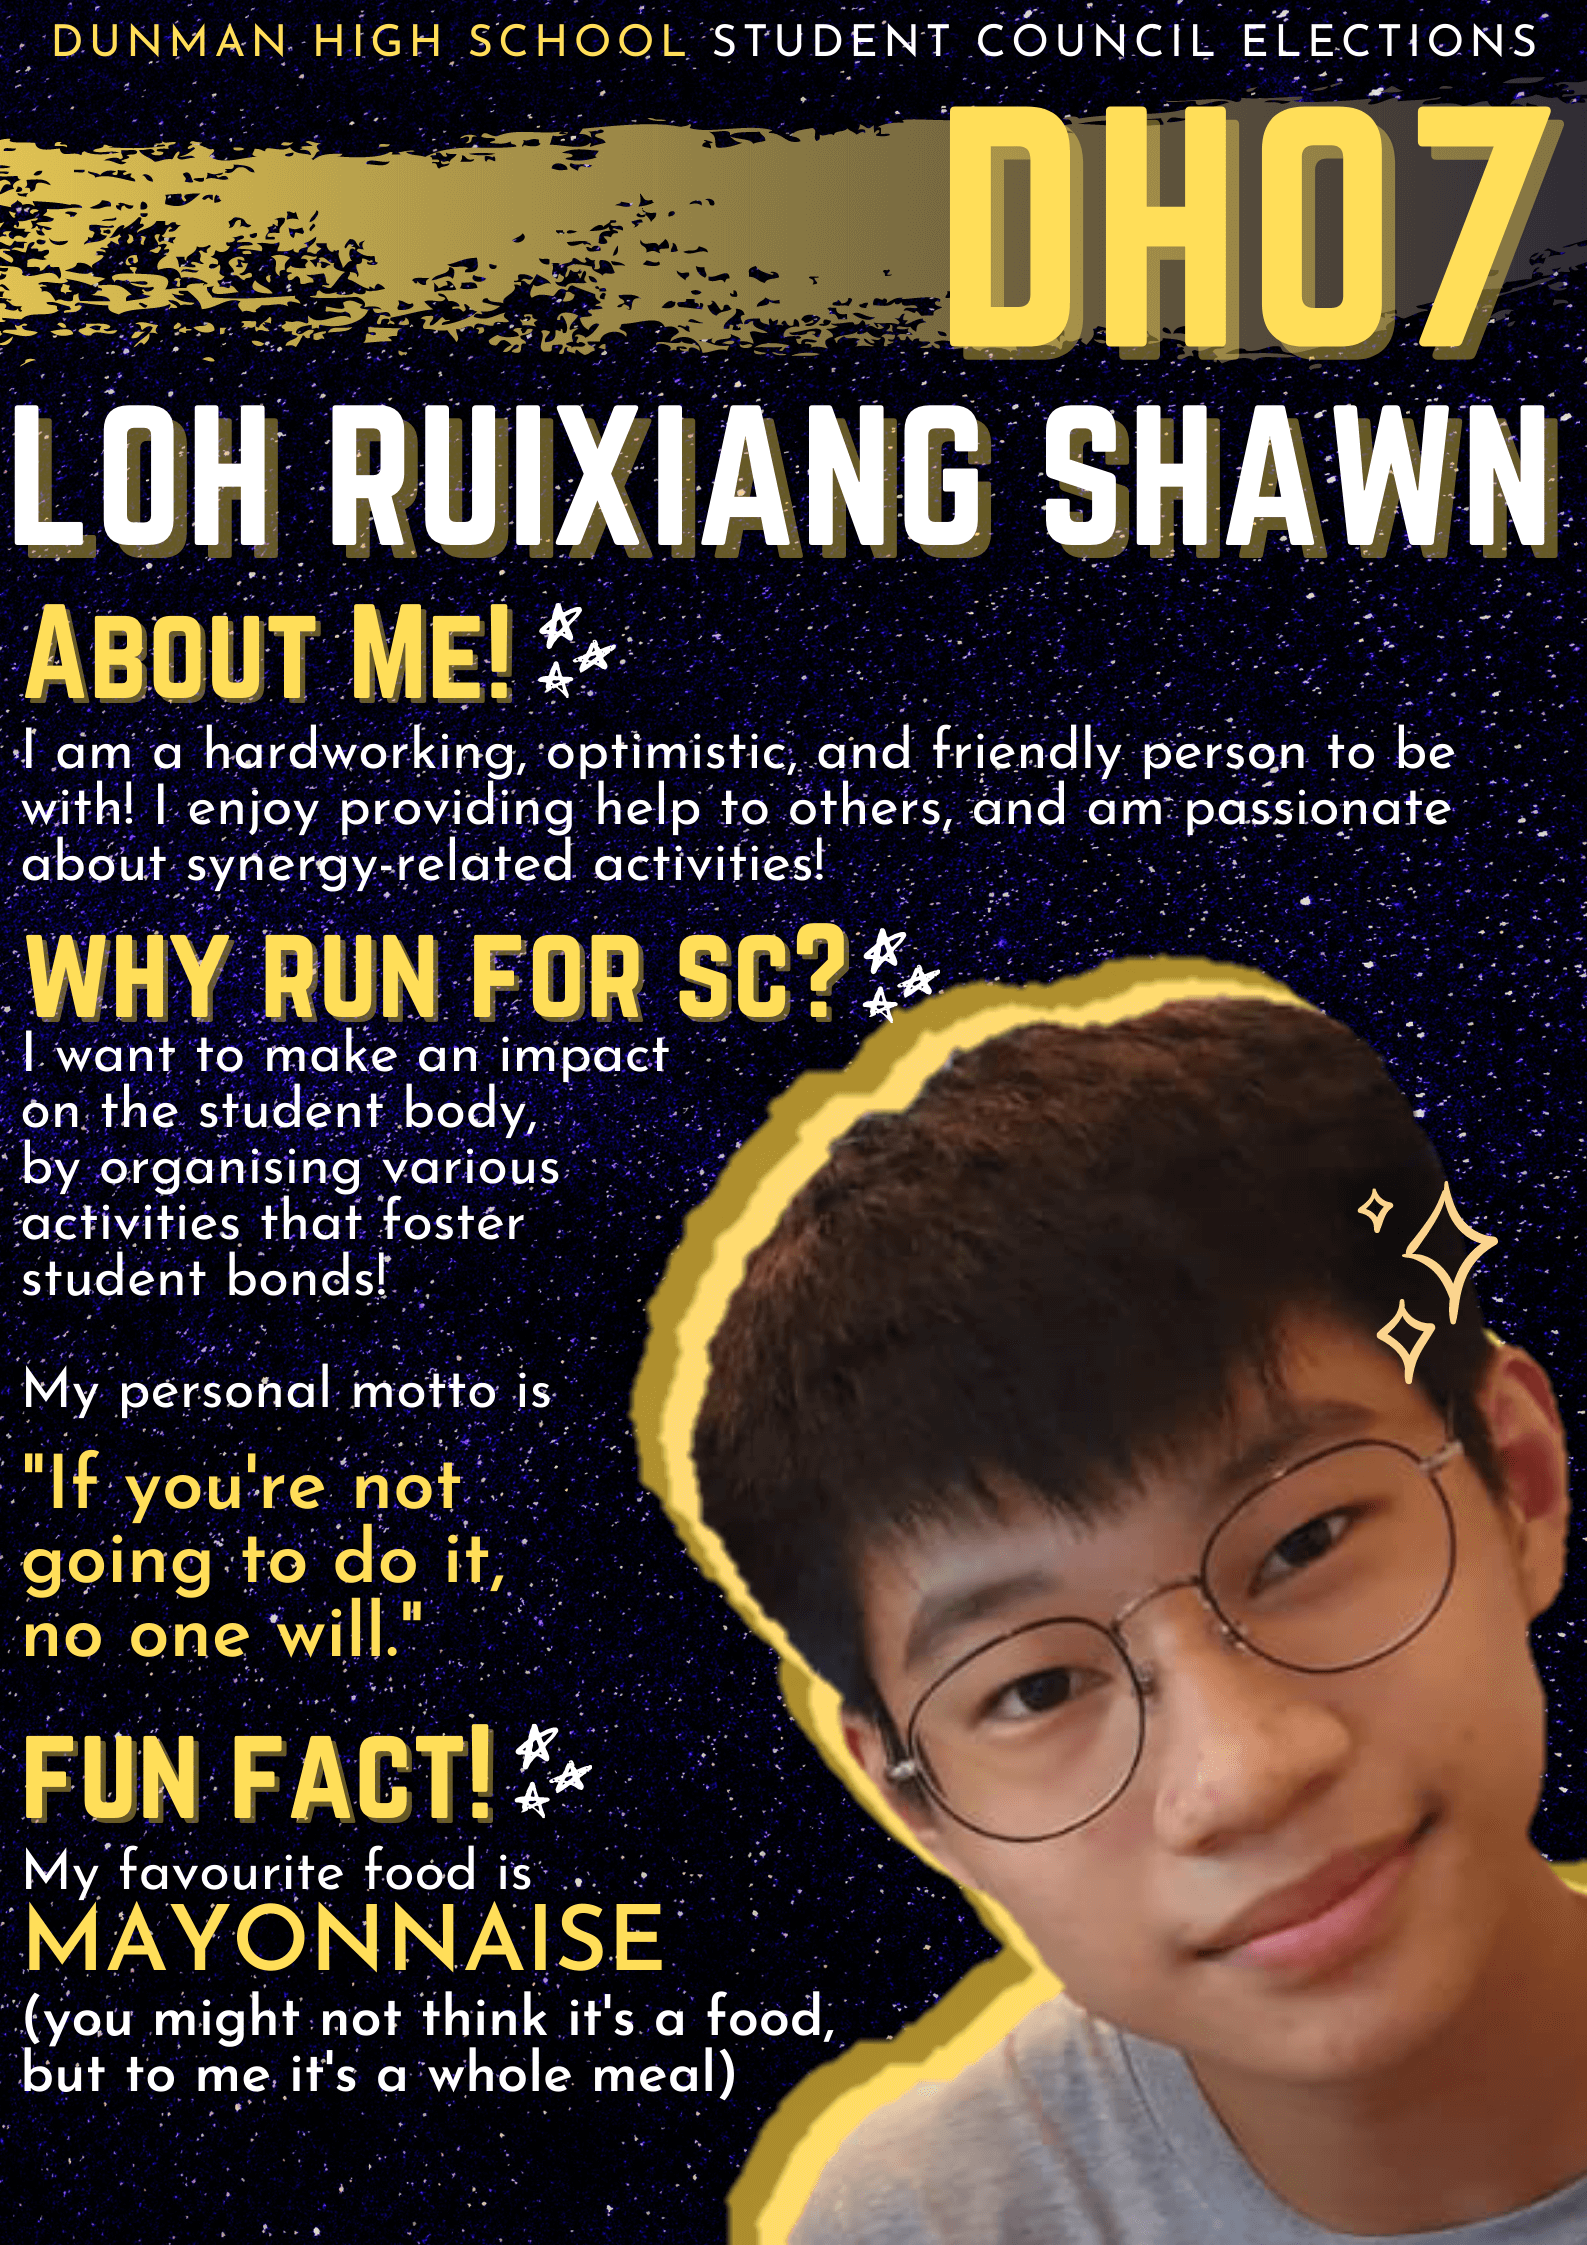 DUNMAN HIGH SCHOOL STUDENT COUNCIL ELECTIONS
DH07
LOH RUIXIANG SHAWN
ABOUT ME!
I am a hardworking, optimistic, and friendly person to be
with! I enjoy providing help to others, and am passionate
about synergy-related activities!
WHY RUN FOR SC?
I want to make an impact
on the student body,
by organising various
activities that foster
student bonds!
My personal motto is
"If you're not
going to do it,
no one will."
FUN FACT!
My favourite food is
MAYONNAISE
(you might not think it's a food,
but to me it's a whole meal)